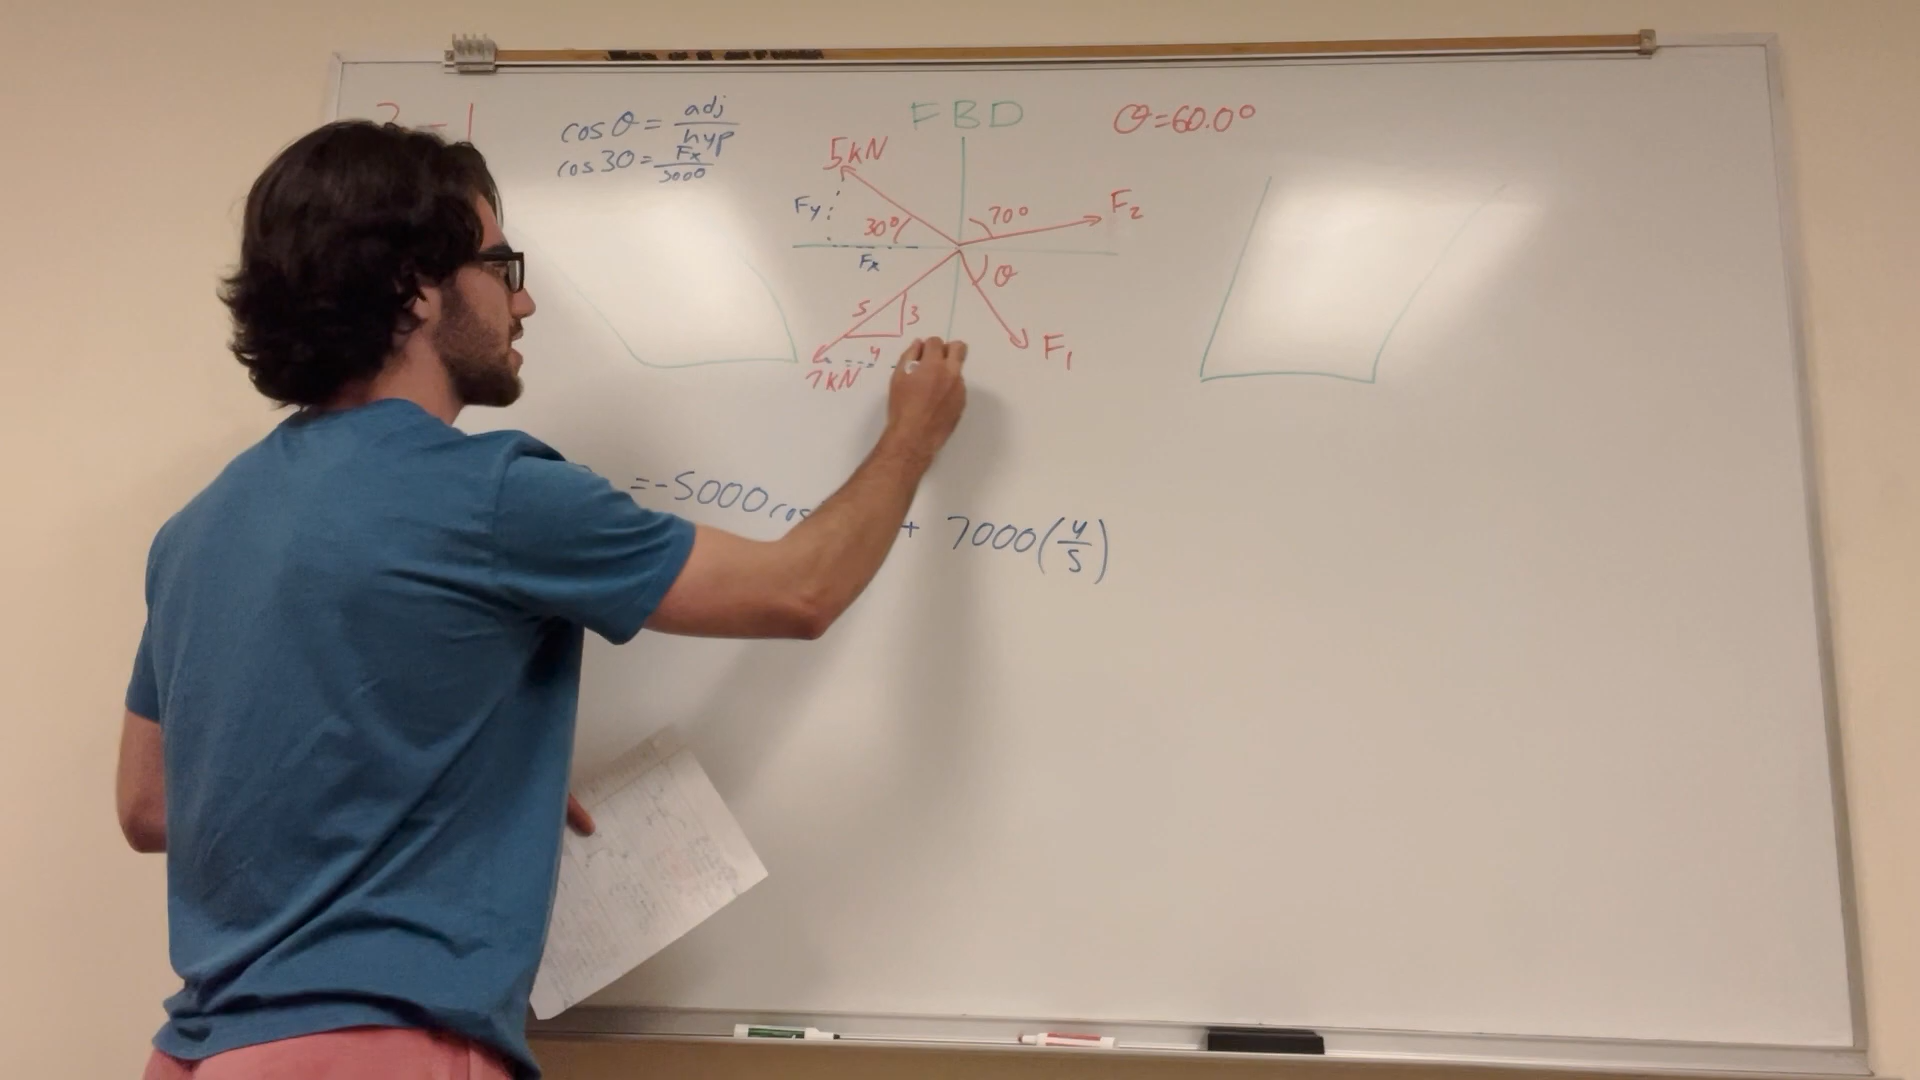 cos θ = adj/hyp
cos 30 = Fx/5000
FBD
θ=60.0°
5kN
Fy
30°
70°
F2
Fx
θ
5
3
4
7kN
F1
=-5000cos
+ 7000(4/5)